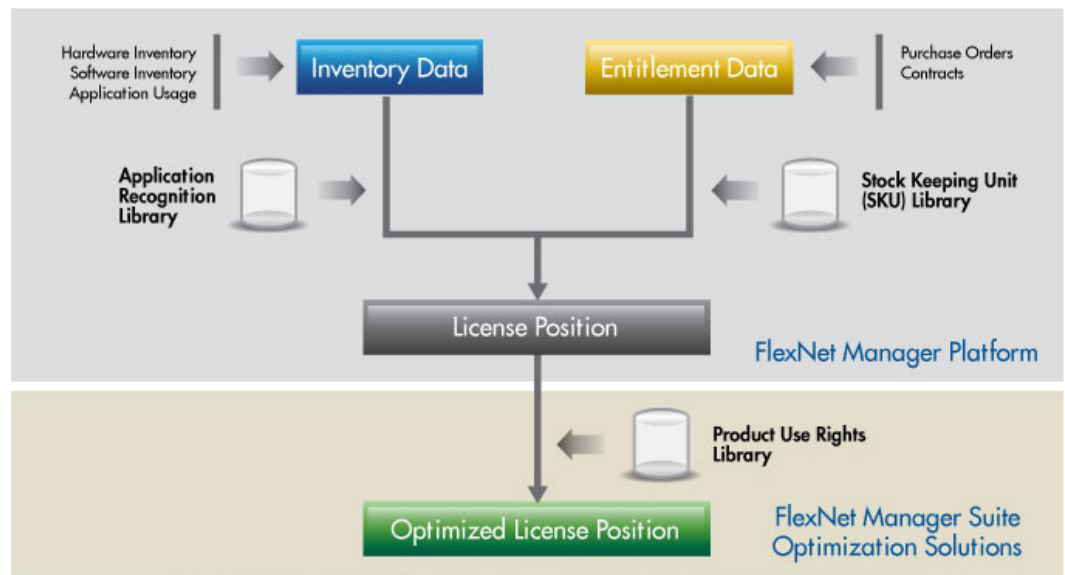 Hardware Inventory
Software Inventory
Application Usage
Inventory Data
Entitlement Data
Purchase Orders
Contracts
Application
Recognition
Library
Stock Keeping Unit
(SKU) Library
License Position
FlexNet Manager Platform
Product Use Rights
Library
Optimized License Position
FlexNet Manager Suite
Optimization Solutions